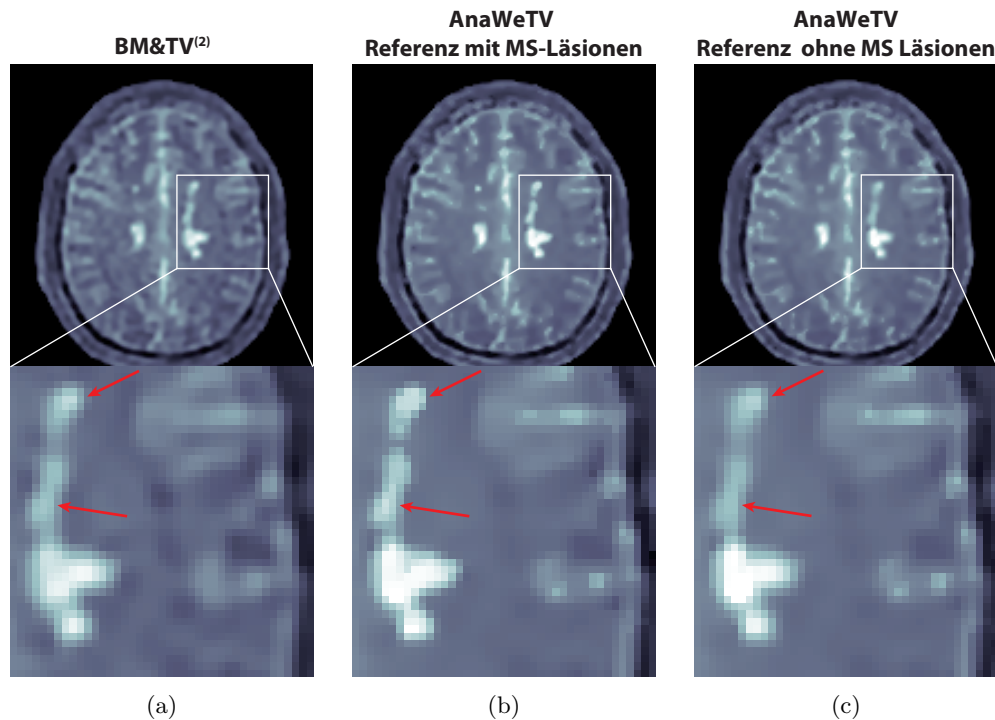 BM&TV(2)
AnaWeTV
Referenz mit MS-Läsionen
AnaWeTV
Referenz ohne MS Läsionen
(a)
(b)
(c)